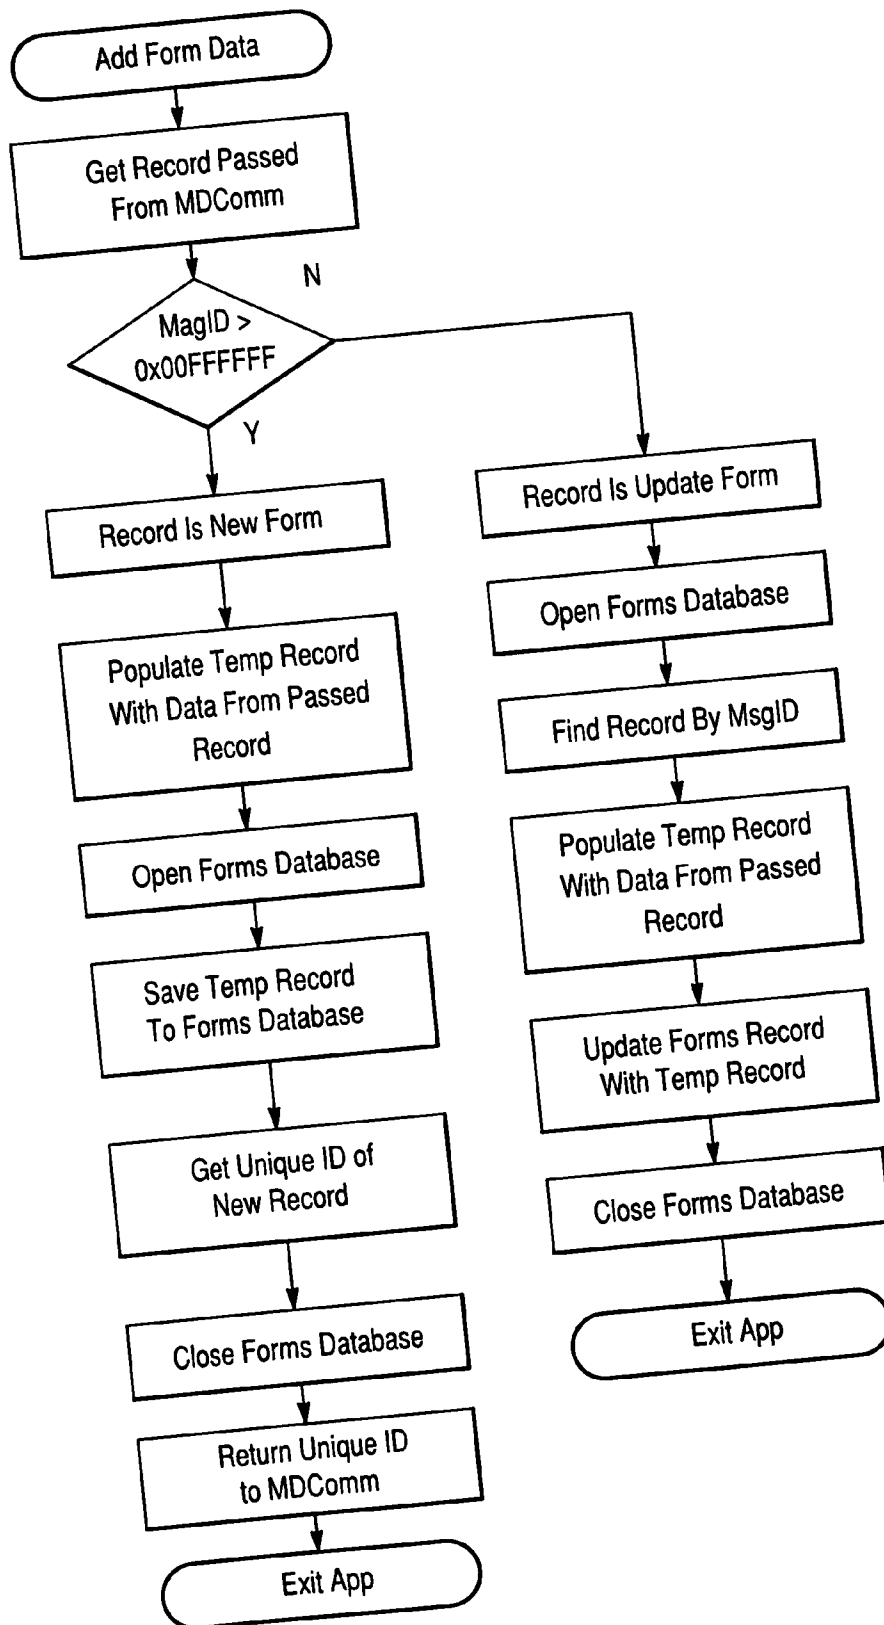 Add Form Data
Get Record Passed
From MDComm
N
MagID >
0x00FFFFFF
Y
Record Is New Form
Populate Temp Record
With Data From Passed
Record
Open Forms Database
Save Temp Record
To Forms Database
Get Unique ID of
New Record
Close Forms Database
Return Unique ID
to MDComm
Exit App
Record Is Update Form
Open Forms Database
Find Record By MsgID
Populate Temp Record
With Data From Passed
Record
Update Forms Record
With Temp Record
Close Forms Database
Exit App